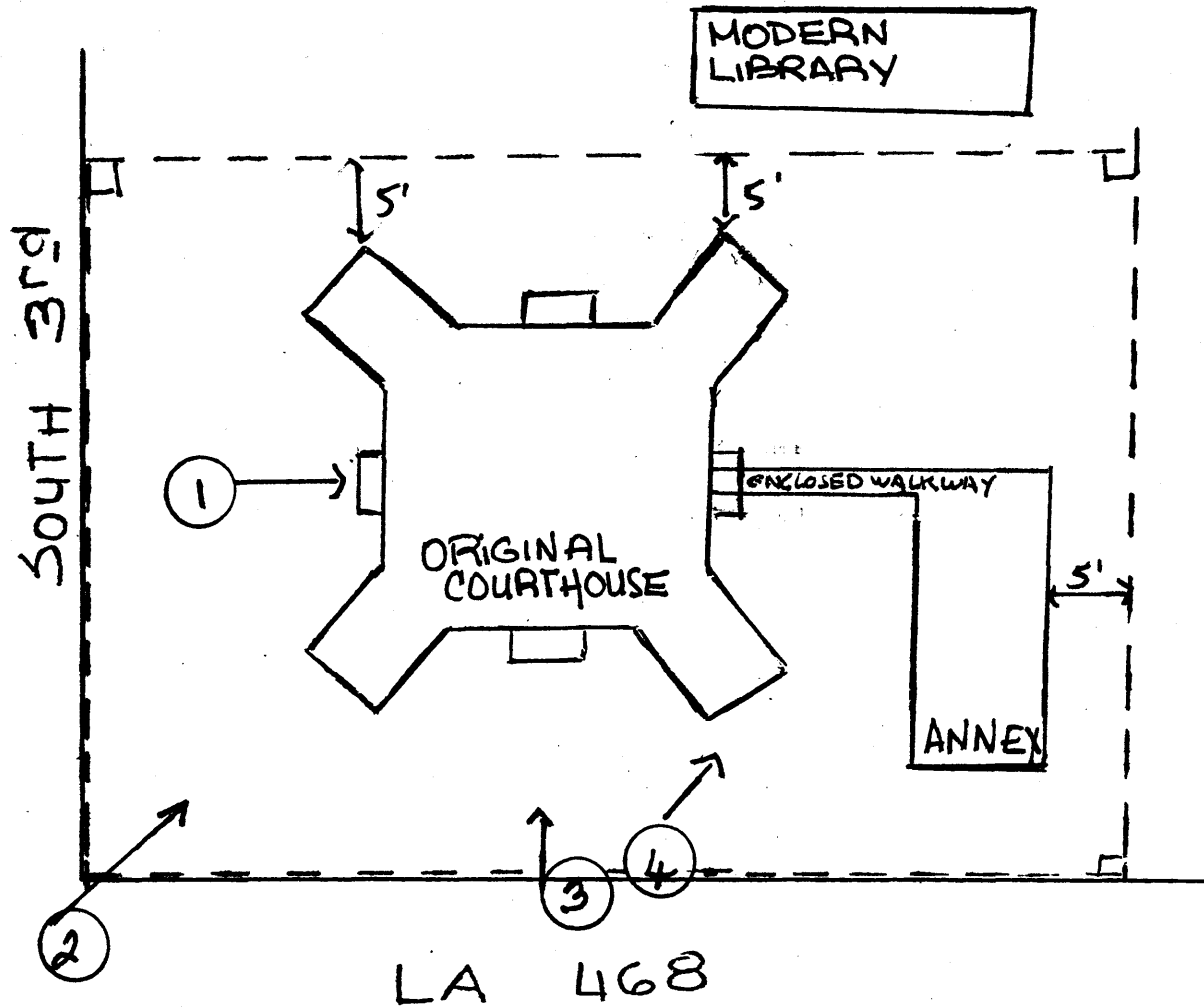 MODERN
LIBRARY
5'
5'
SOUTH 3rd
1
ENCLOSED WALKWAY
ORIGINAL
COURTHOUSE
5'
ANNEX
4
3
2
LA 468